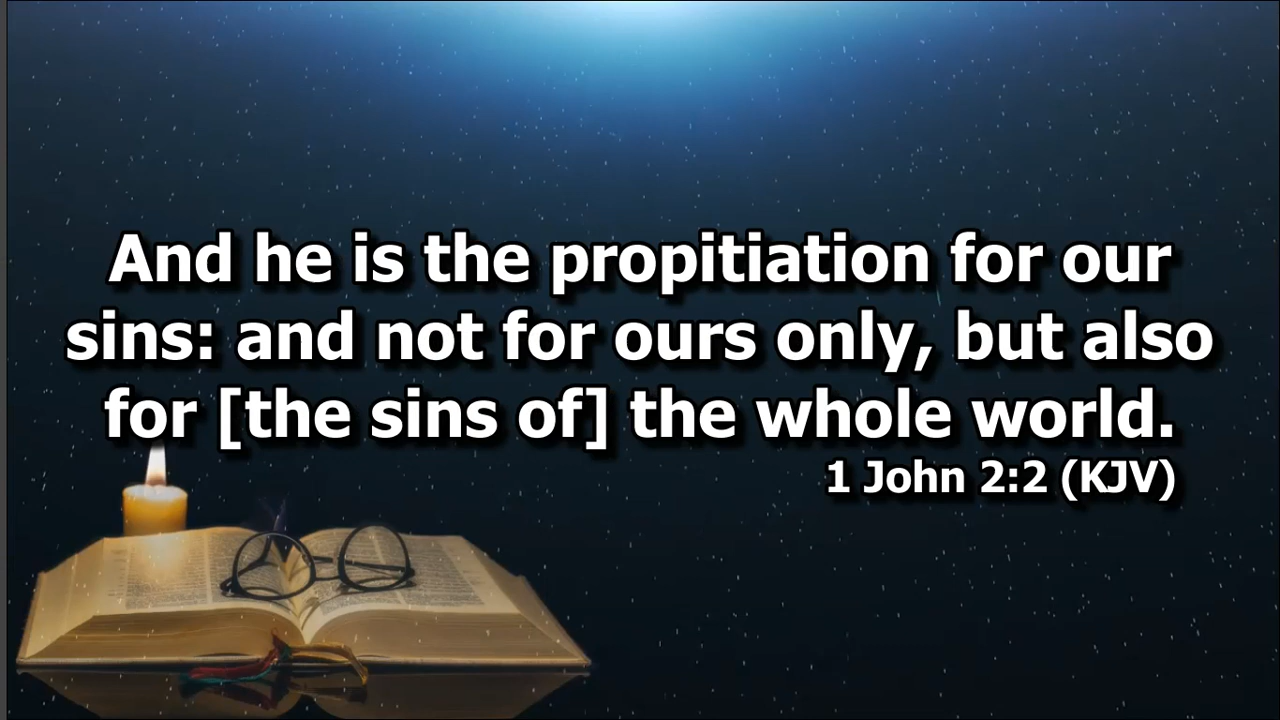 And he is the propitiation for our
sins: and not for ours only, but also
for [the sins of] the whole world.
1 John 2:2 (KJV)